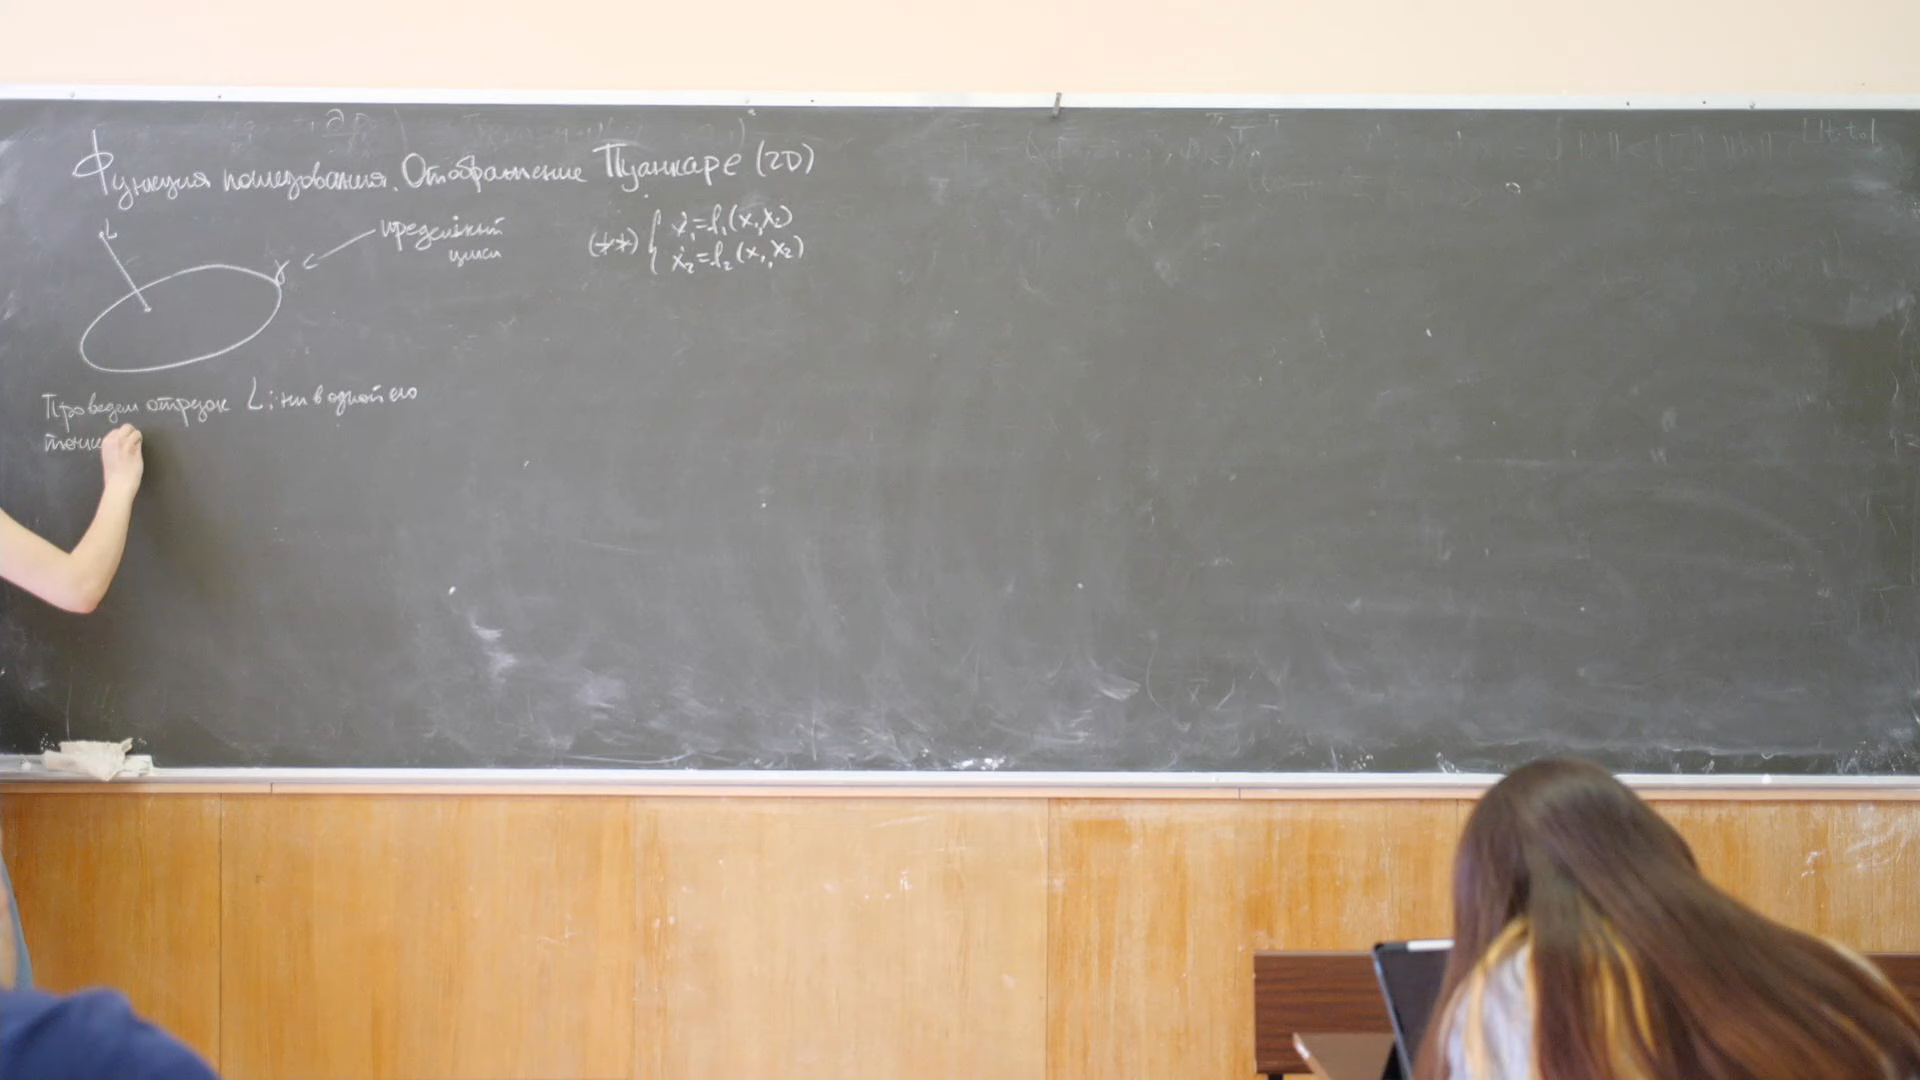 Функция последования. Отображение Пуанкаре (2D)
L
γ
предельный
цикл
(**) { ẋ₁=f₁(x₁,x₂)
ẋ₂=f₂(x₁,x₂)
Проведем отрезок L: ни в одной его
точке